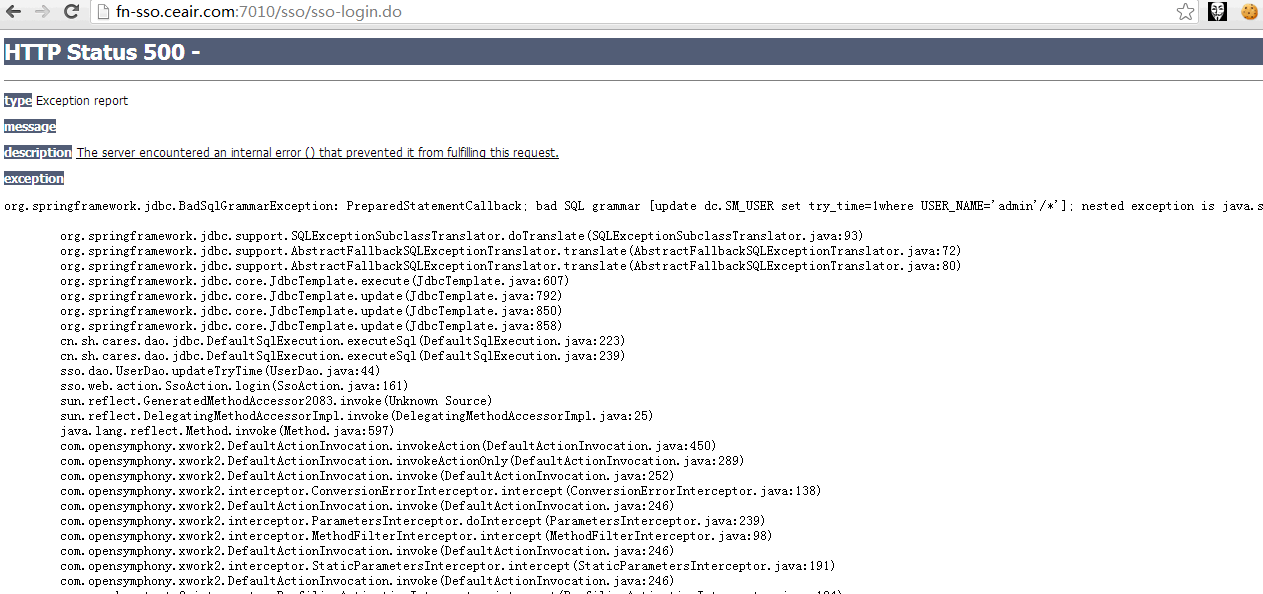 fn-sso.ceair.com:7010/sso/sso-login.do
HTTP Status 500 -
type Exception report
message
description The server encountered an internal error () that prevented it from fulfilling this request.
exception
org.springframework.jdbc.BadSqlGrammarException: PreparedStatementCallback; bad SQL grammar [update dc.SM_USER set try_time=1where USER_NAME='admin'/*']; nested exception is java.s
org.springframework.jdbc.support.SQLExceptionSubclassTranslator.doTranslate(SQLExceptionSubclassTranslator.java:93)
org.springframework.jdbc.support.AbstractFallbackSQLExceptionTranslator.translate(AbstractFallbackSQLExceptionTranslator.java:72)
org.springframework.jdbc.support.AbstractFallbackSQLExceptionTranslator.translate(AbstractFallbackSQLExceptionTranslator.java:80)
org.springframework.jdbc.core.JdbcTemplate.execute(JdbcTemplate.java:607)
org.springframework.jdbc.core.JdbcTemplate.update(JdbcTemplate.java:792)
org.springframework.jdbc.core.JdbcTemplate.update(JdbcTemplate.java:850)
org.springframework.jdbc.core.JdbcTemplate.update(JdbcTemplate.java:858)
cn.sh.cares.dao.jdbc.DefaultSqlExecution.executeSql(DefaultSqlExecution.java:223)
cn.sh.cares.dao.jdbc.DefaultSqlExecution.executeSql(DefaultSqlExecution.java:239)
sso.dao.UserDao.updateTryTime(UserDao.java:44)
sso.web.action.SsoAction.login(SsoAction.java:161)
sun.reflect.GeneratedMethodAccessor2083.invoke(Unknown Source)
sun.reflect.DelegatingMethodAccessorImpl.invoke(DelegatingMethodAccessorImpl.java:25)
java.lang.reflect.Method.invoke(Method.java:597)
com.opensymphony.xwork2.DefaultActionInvocation.invokeAction(DefaultActionInvocation.java:450)
com.opensymphony.xwork2.DefaultActionInvocation.invokeActionOnly(DefaultActionInvocation.java:289)
com.opensymphony.xwork2.DefaultActionInvocation.invoke(DefaultActionInvocation.java:252)
com.opensymphony.xwork2.interceptor.ConversionErrorInterceptor.intercept(ConversionErrorInterceptor.java:138)
com.opensymphony.xwork2.DefaultActionInvocation.invoke(DefaultActionInvocation.java:246)
com.opensymphony.xwork2.interceptor.ParametersInterceptor.doIntercept(ParametersInterceptor.java:239)
com.opensymphony.xwork2.interceptor.MethodFilterInterceptor.intercept(MethodFilterInterceptor.java:98)
com.opensymphony.xwork2.DefaultActionInvocation.invoke(DefaultActionInvocation.java:246)
com.opensymphony.xwork2.interceptor.StaticParametersInterceptor.intercept(StaticParametersInterceptor.java:191)
com.opensymphony.xwork2.DefaultActionInvocation.invoke(DefaultActionInvocation.java:246)